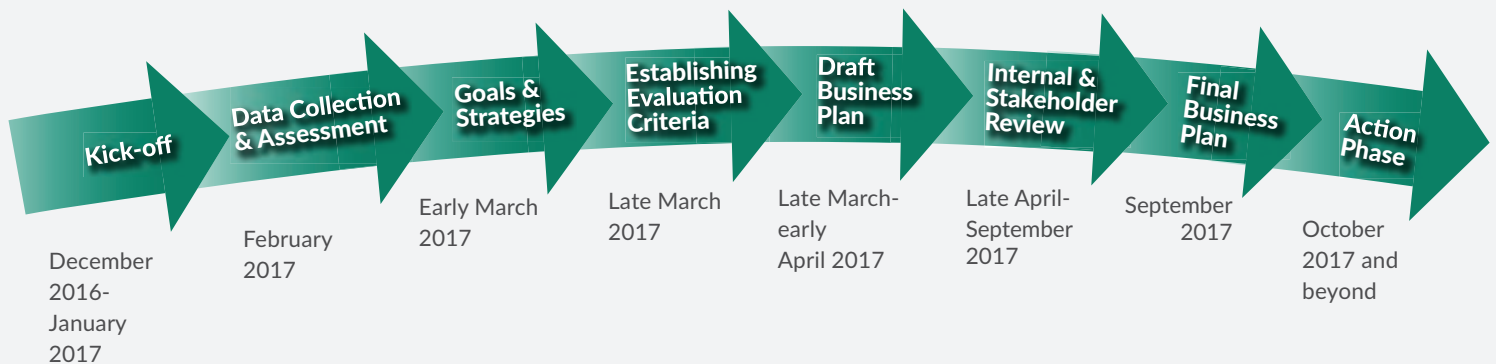 Kick-off
December
2016-
January
2017
Data Collection
& Assessment
February
2017
Goals &
Strategies
Early March
2017
Establishing
Evaluation
Criteria
Late March
2017
Draft
Business
Plan
Late March-
early
April 2017
Internal &
Stakeholder
Review
Late April-
September
2017
Final
Business
Plan
September
2017
Action
Phase
October
2017 and
beyond